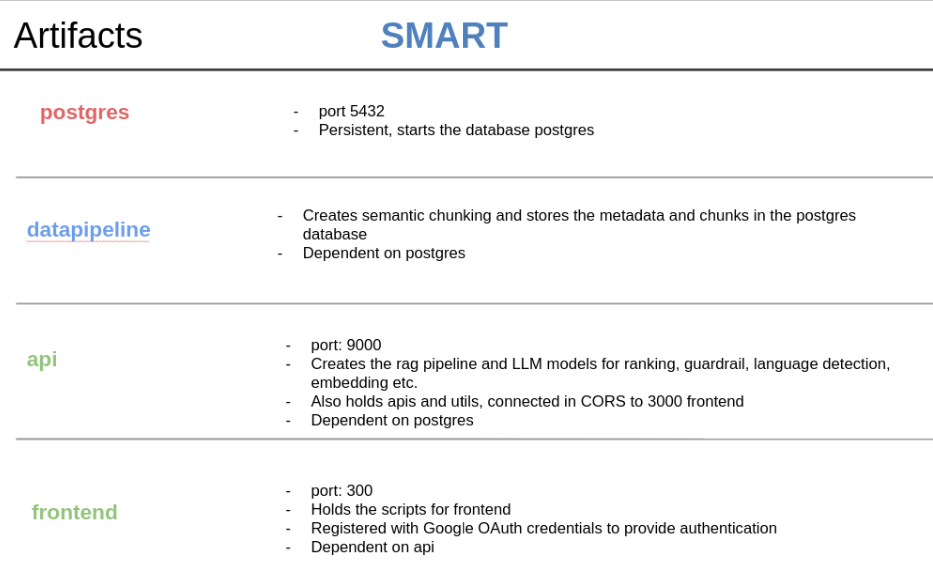 Artifacts SMART
postgres
- port 5432
- Persistent, starts the database postgres
datapipeline
- Creates semantic chunking and stores the metadata and chunks in the postgres
database
- Dependent on postgres
api
- port: 9000
- Creates the rag pipeline and LLM models for ranking, guardrail, language detection,
embedding etc.
- Also holds apis and utils, connected in CORS to 3000 frontend
- Dependent on postgres
frontend
- port: 300
- Holds the scripts for frontend
- Registered with Google OAuth credentials to provide authentication
- Dependent on api